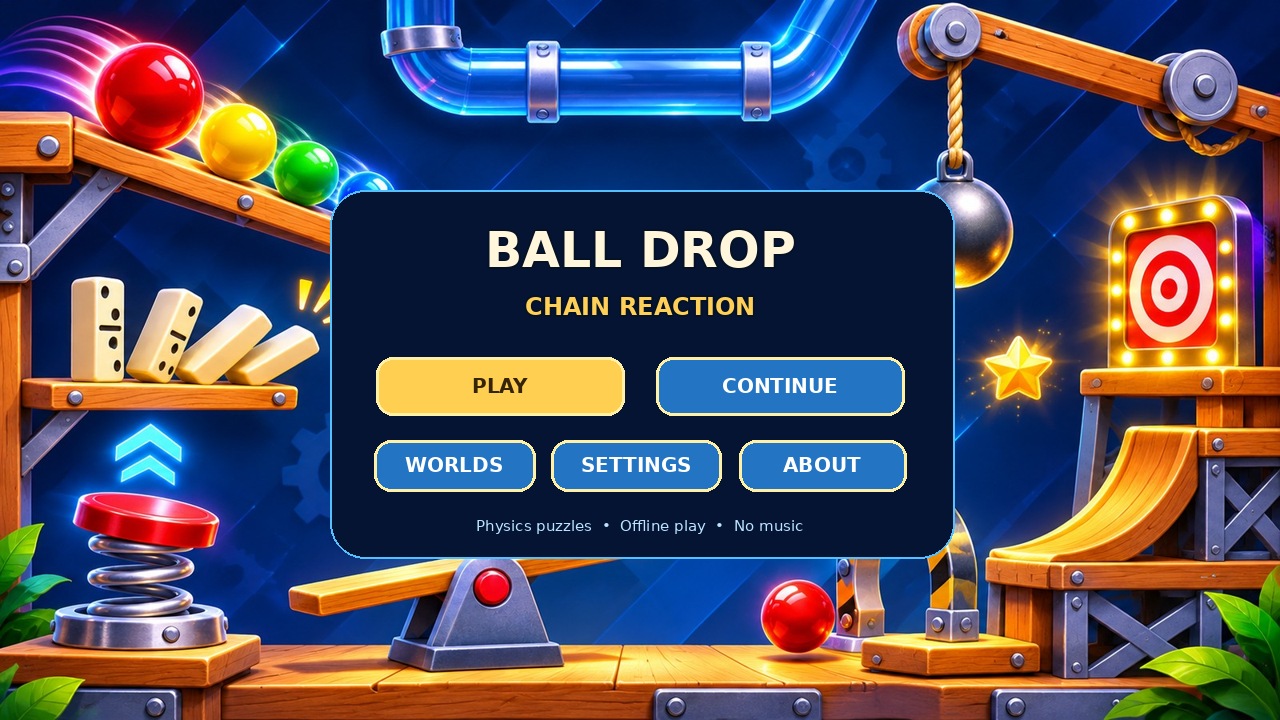 BALL DROP
CHAIN REACTION
PLAY CONTINUE
WORLDS SETTINGS ABOUT
Physics puzzles • Offline play • No music